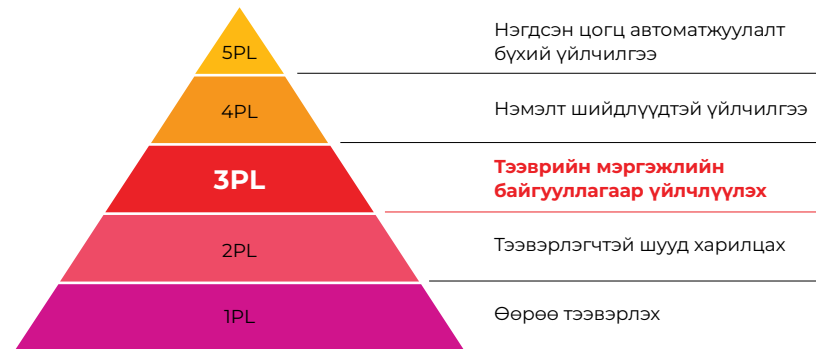 5PL
Нэгдсэн цогц автоматжуулалт
бүхий үйлчилгээ
4PL
Нэмэлт шийдлүүдтэй үйлчилгээ
3PL
Тээврийн мэргэжлийн
байгууллагаар үйлчлүүлэх
2PL
Тээвэрлэгчтэй шууд харилцах
1PL
Өөрөө тээвэрлэх